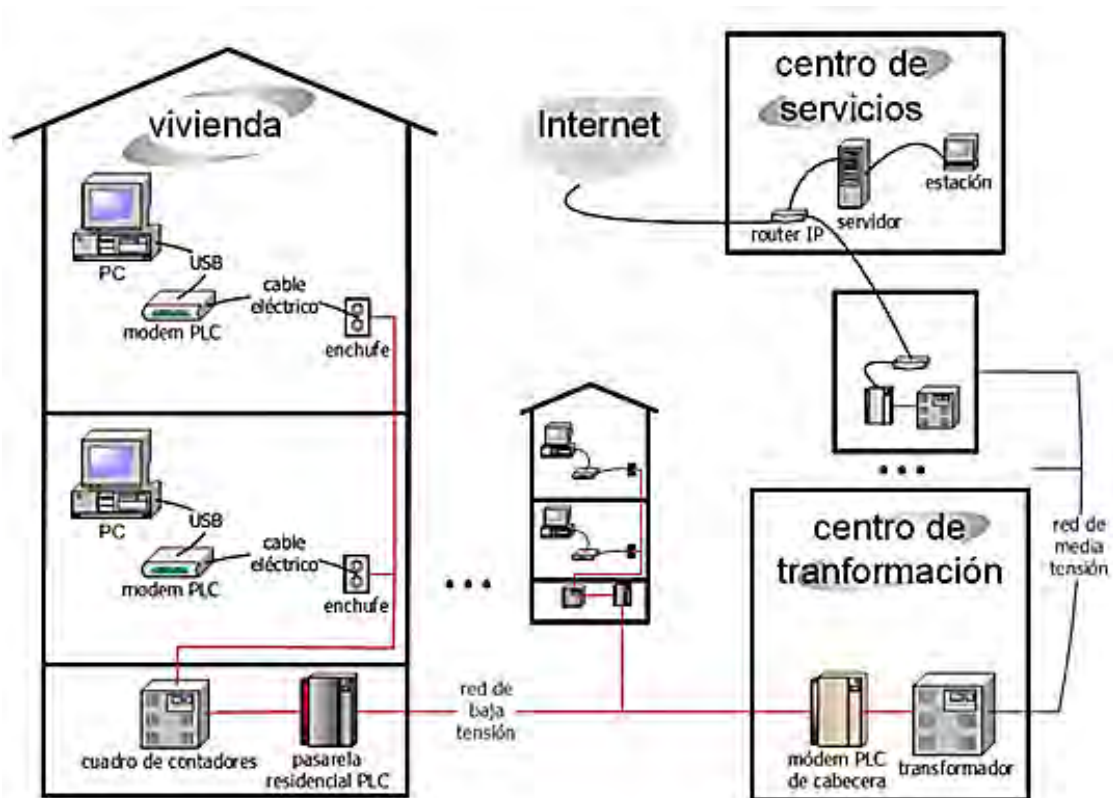 vivienda
PC
USB
modem PLC
cable
eléctrico
enchufe
PC
USB
modem PLC
cable
eléctrico
enchufe
cuadro de contadores
pasarela
residencial PLC
red de
baja
tensión
Internet
centro de
servicios
router IP
servidor
estación
centro de
tranformación
módem PLC
de cabecera
transformador
red de
media
tensión